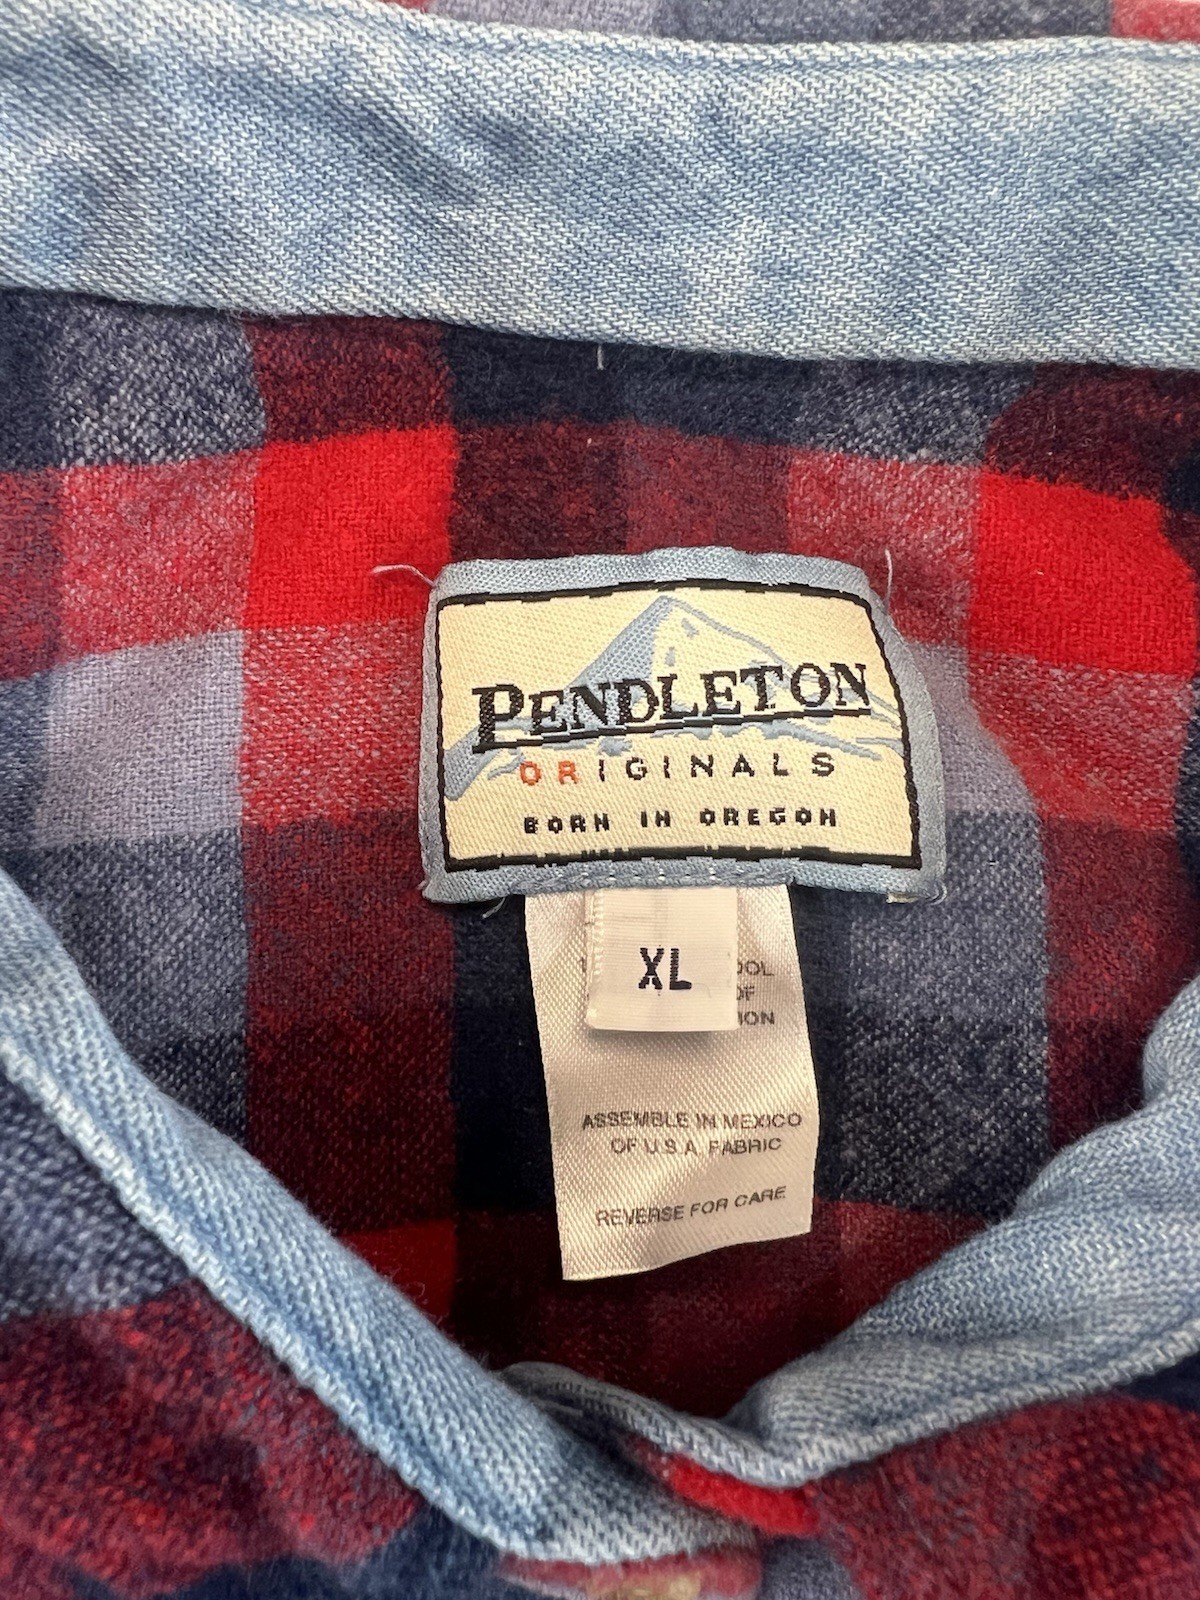 PENDLETON
ORIGINALS
BORN IN OREGON
XL
ASSEMBLE IN MEXICO
OF U.S.A. FABRIC
REVERSE FOR CARE